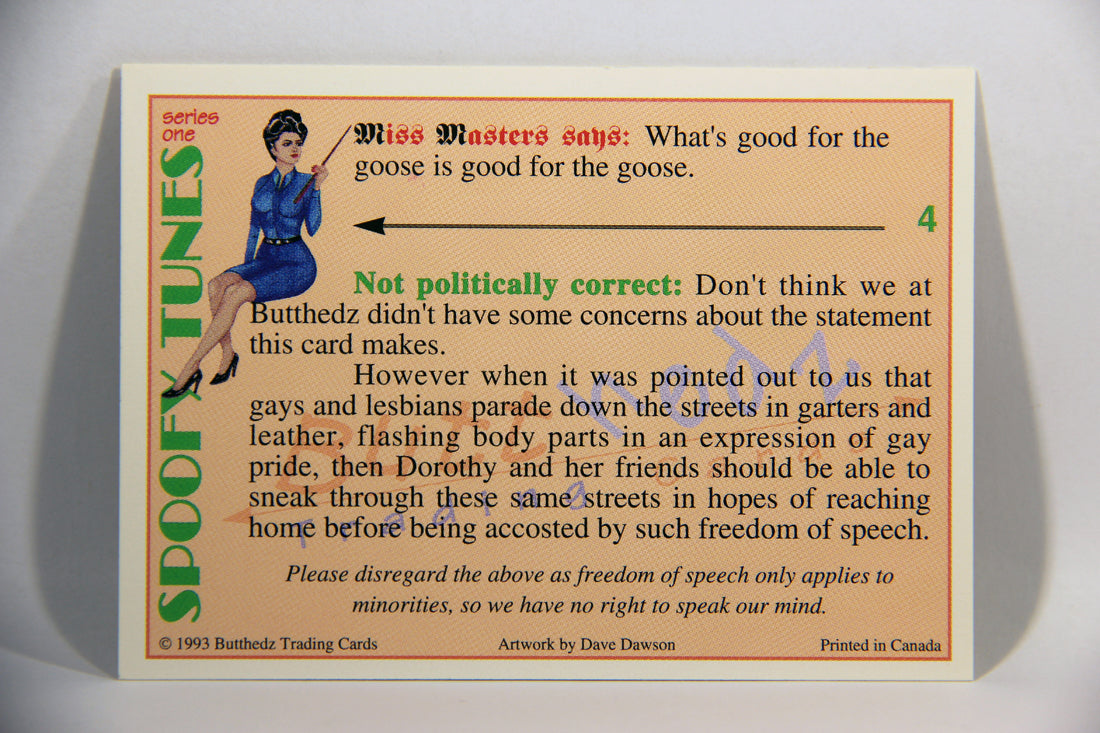 series
one
SPOOFY TUNES
Miss Masters says: What's good for the
goose is good for the goose.
4
Not politically correct: Don't think we at
Butthedz didn't have some concerns about the statement
this card makes.
However when it was pointed out to us that
gays and lesbians parade down the streets in garters and
leather, flashing body parts in an expression of gay
pride, then Dorothy and her friends should be able to
sneak through these same streets in hopes of reaching
home before being accosted by such freedom of speech.
Please disregard the above as freedom of speech only applies to
minorities, so we have no right to speak our mind.
© 1993 Butthedz Trading Cards
Artwork by Dave Dawson
Printed in Canada
Butthedz
Trading Cards